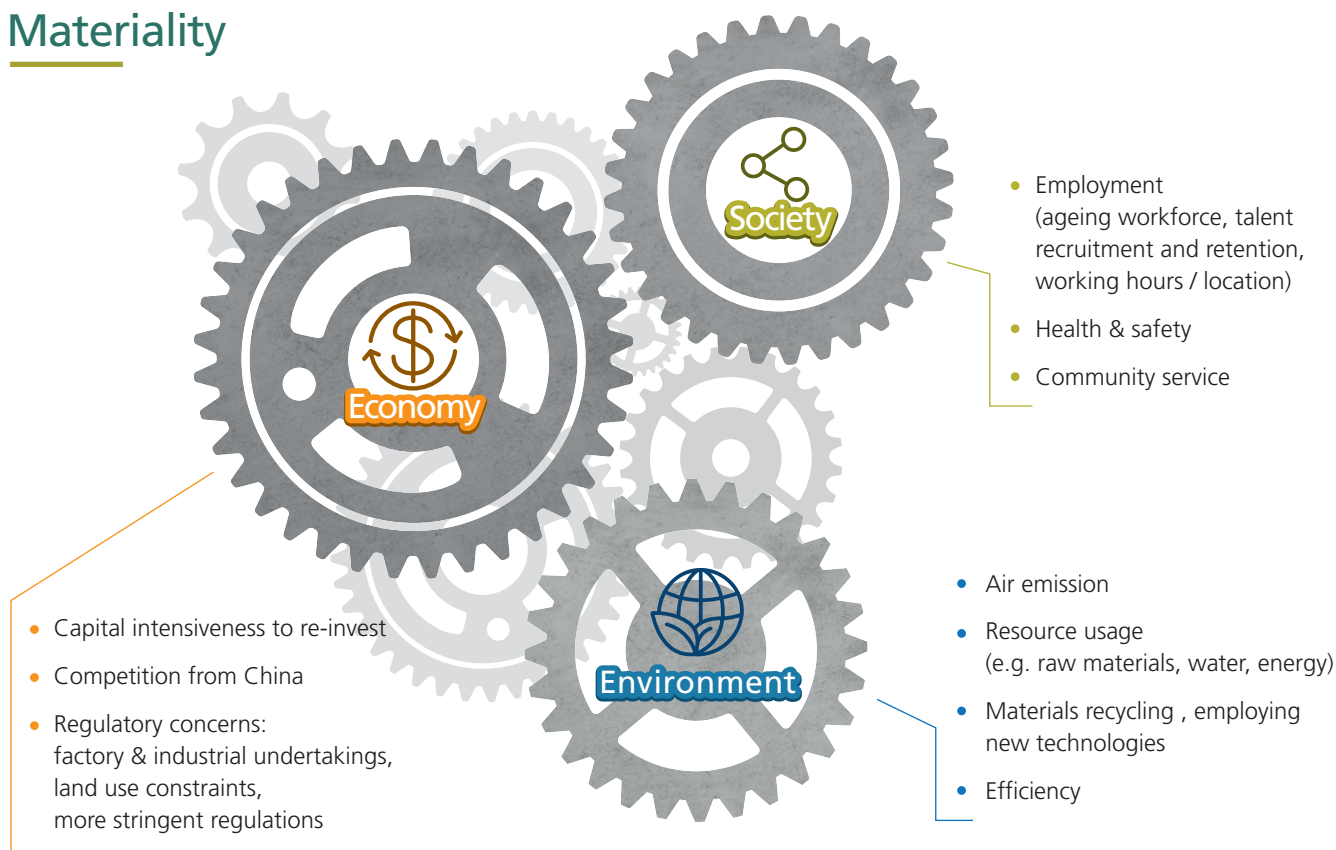 Materiality
Society
• Employment
(ageing workforce, talent
recruitment and retention,
working hours / location)
• Health & safety
• Community service
Economy
• Capital intensiveness to re-invest
• Competition from China
• Regulatory concerns:
factory & industrial undertakings,
land use constraints,
more stringent regulations
Environment
• Air emission
• Resource usage
(e.g. raw materials, water, energy)
• Materials recycling , employing
new technologies
• Efficiency